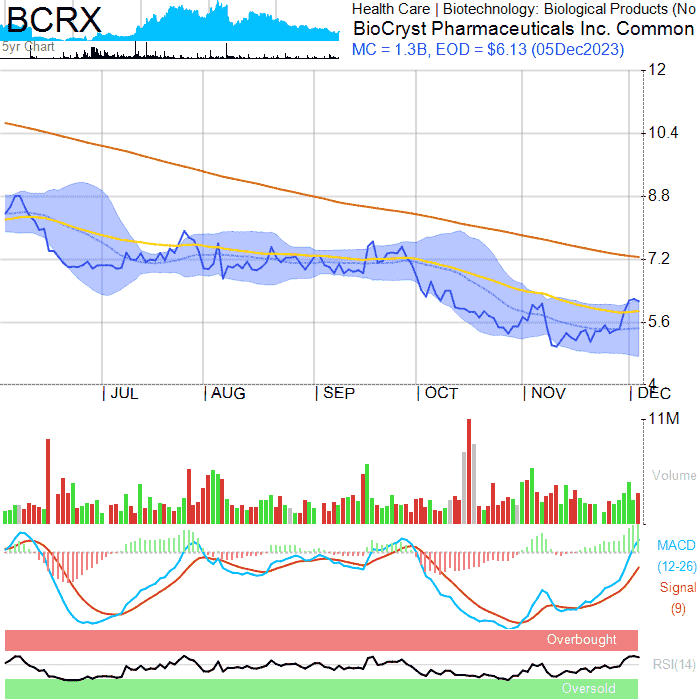 BCRX
5yr Chart
Health Care | Biotechnology: Biological Products (No
BioCryst Pharmaceuticals Inc. Common
MC = 1.3B, EOD = $6.13 (05Dec2023)
12
10.4
8.8
7.2
5.6
4
| JUL | AUG | SEP | OCT | NOV | DEC
11M
Volume
MACD
(12-26)
Signal
(9)
Overbought
RSI(14)
Oversold